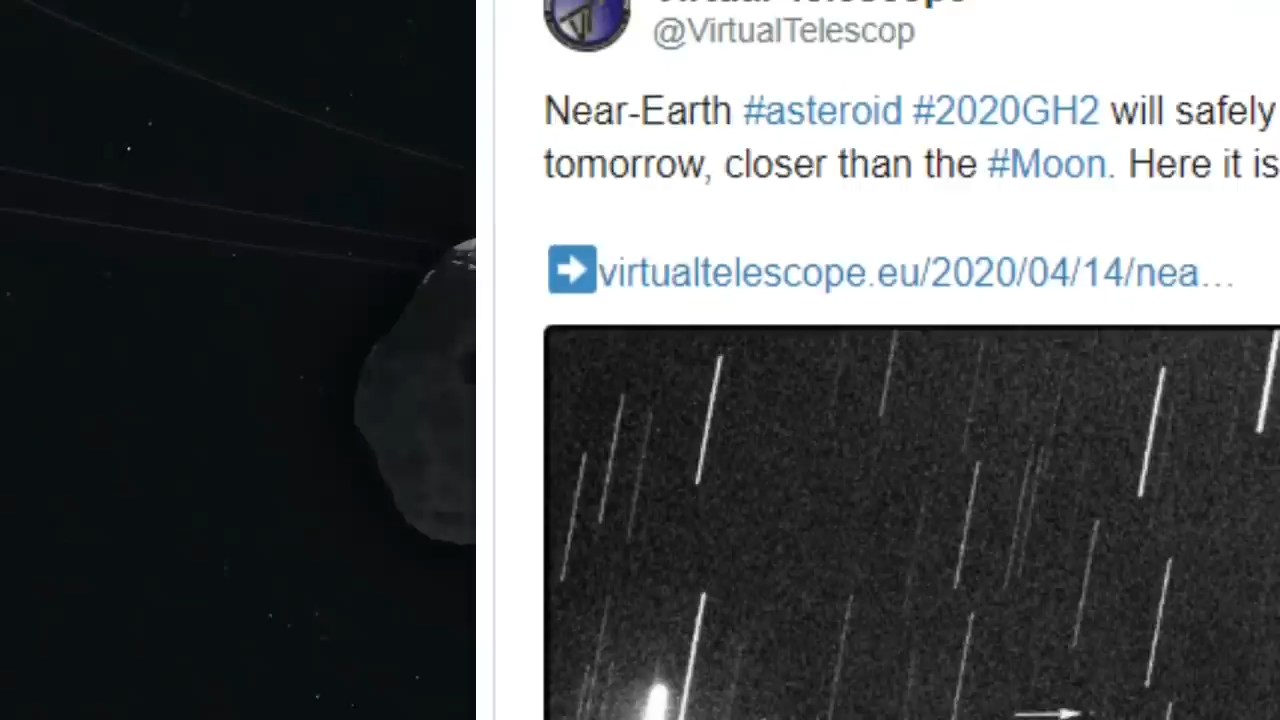 @VirtualTelescop
Near-Earth #asteroid #2020GH2 will safely
tomorrow, closer than the #Moon. Here it is
virtualtelescope.eu/2020/04/14/nea…